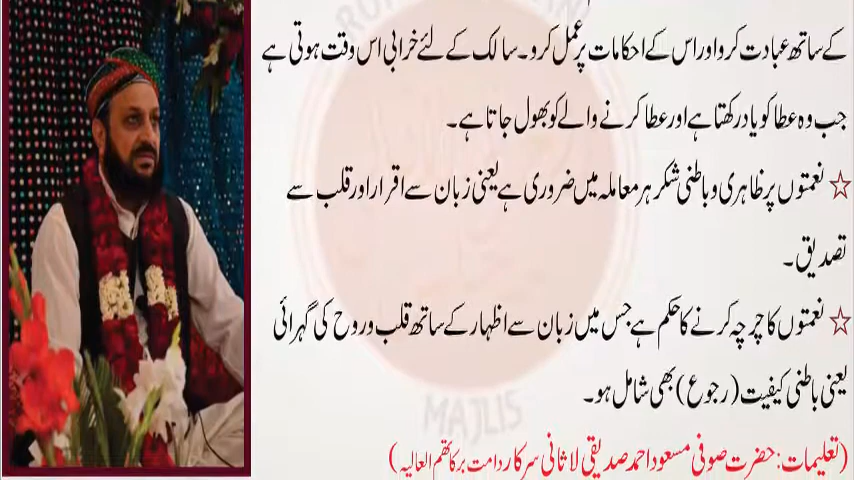 کے ساتھ عبادت کرو اور اس کے احکامات پر عمل کرو۔ سالک کے لئے خرابی اس وقت ہوتی ہے
جب وہ عطا کو یاد رکھتا ہے اور عطا کرنے والے کو بھول جاتا ہے۔
☆ نعمتوں پر ظاہری و باطنی شکر ہر معاملہ میں ضروری ہے یعنی زبان سے اقرار اور قلب سے
تصدیق۔
☆ نعمتوں کا چرچہ کرنے کا حکم ہے جس میں زبان سے اظہار کے ساتھ قلب و روح کی گہرائی
یعنی باطنی کیفیت (رجوع) بھی شامل ہو۔
(تعلیمات: حضرت صوفی مسعود احمد صدیقی لاثانی سرکار دامت برکاتھم العالیہ)
MAJLIS